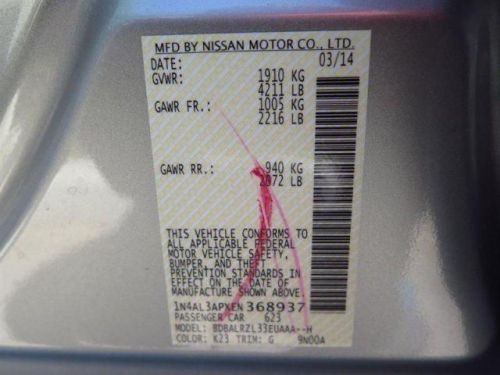 MFD BY NISSAN MOTOR CO., LTD.
DATE: 03/14
GVWR: 1910 KG
4211 LB
GAWR FR.: 1005 KG
2216 LB
GAWR RR.: 940 KG
2072 LB
THIS VEHICLE CONFORMS TO
ALL APPLICABLE FEDERAL
MOTOR VEHICLE SAFETY,
BUMPER, AND THEFT
PREVENTION STANDARDS IN
EFFECT ON THE DATE OF
MANUFACTURE SHOWN ABOVE.
1N4AL3APXEN368937
PASSENGER CAR 623
MODEL: BDBALRZL33EUAAA--H
COLOR: K23 TRIM: G 9N00A